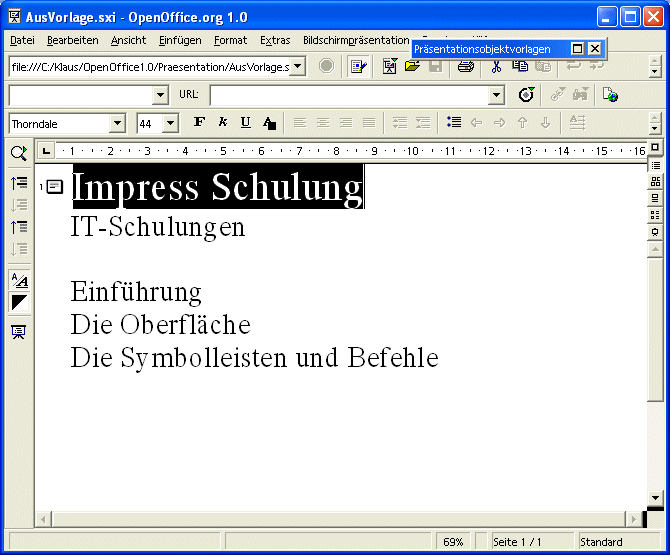 AusVorlage.sxi - OpenOffice.org 1.0
Datei Bearbeiten Ansicht Einfügen Format Extras Bildschirmpräsentation
Präsentationsobjektvorlagen
file:///C:/Klaus/OpenOffice1.0/Praesentation/AusVorlage.s
URL:
Thorndale 44 F k U A
1 2 3 4 5 6 7 8 9 10 11 12 13 14 15 16
1 Impress Schulung
IT-Schulungen
Einführung
Die Oberfläche
Die Symbolleisten und Befehle
69% Seite 1 / 1 Standard